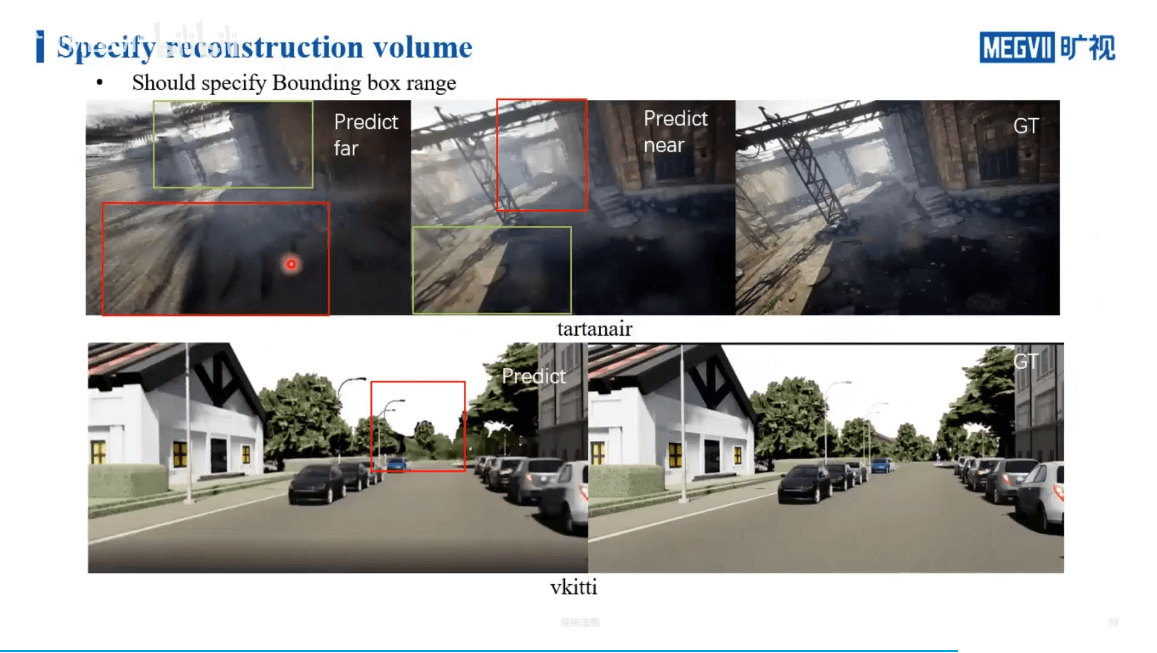 Specify reconstruction volume
MEGVII 旷视
• Should specify Bounding box range
Predict
far
Predict
near
GT
tartanair
Predict
GT
vkitti